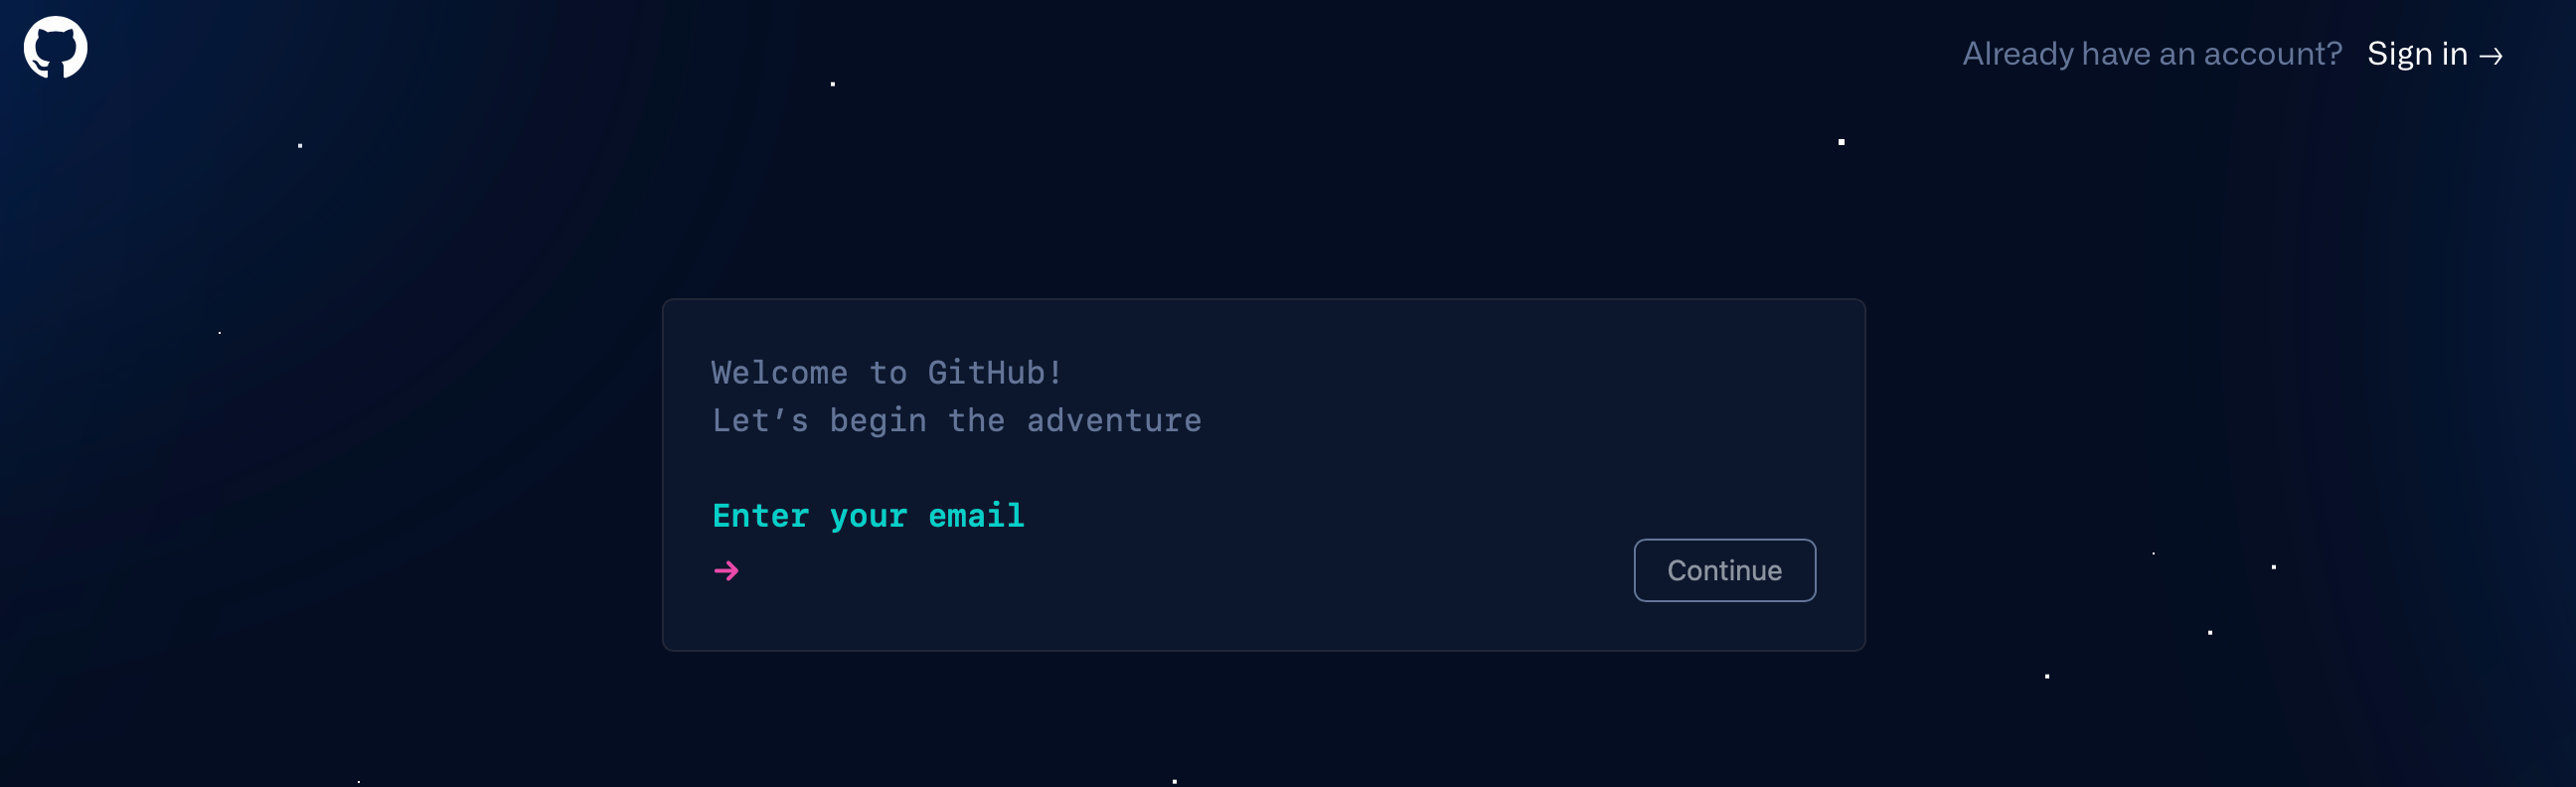 Already have an account? Sign in →
Welcome to GitHub!
Let’s begin the adventure
Enter your email
→
Continue